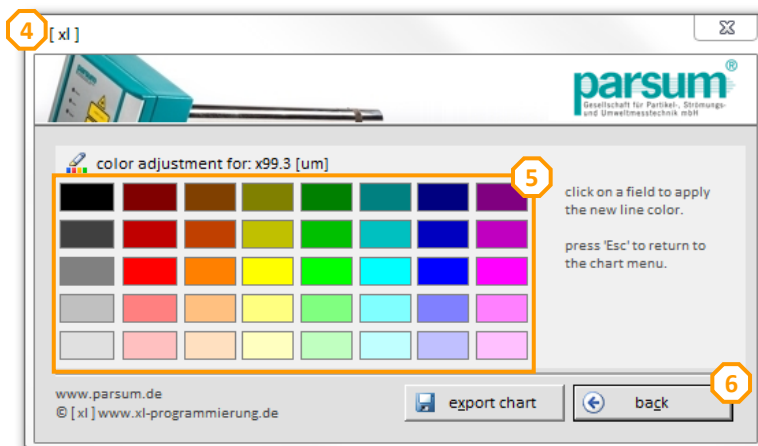 4
[ xl ]
parsum®
Gesellschaft für Partikel-, Strömungs-
und Umweltmesstechnik mbH
color adjustment for: x99.3 [um]
5
click on a field to apply
the new line color.
press 'Esc' to return to
the chart menu.
6
www.parsum.de
© [ xl ] www.xl-programmierung.de
export chart
back